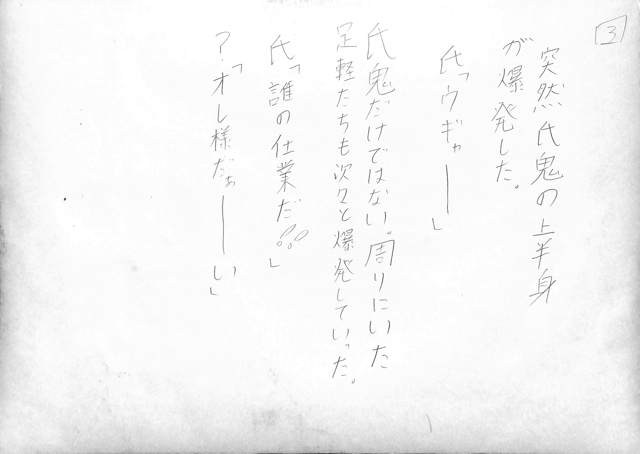 3
突然氏鬼の上半身
が爆発した。
氏「ウギャー」
氏鬼だけではない。周りにいた
足軽たちも次々と爆発していった。
氏「誰の仕業だ!!」
?「オレ様だぁーい」